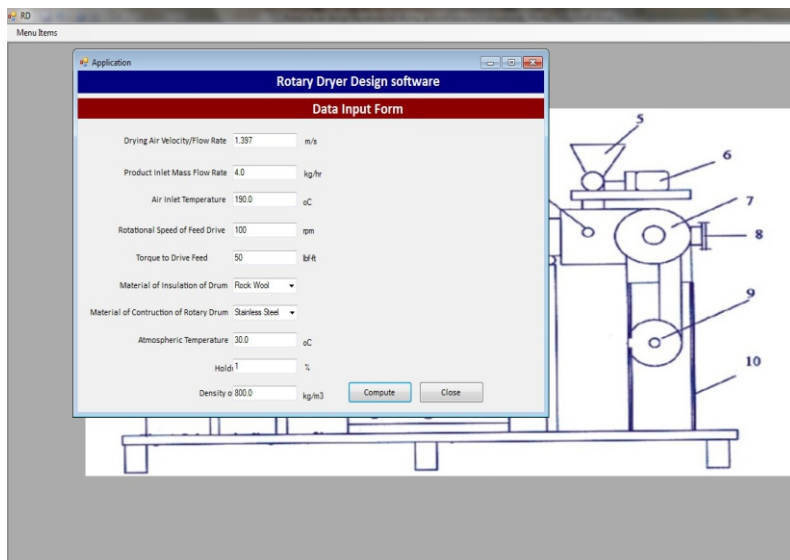 RD
Menu Items
Application
Rotary Dryer Design software
Data Input Form
Drying Air Velocity/Flow Rate 1.397 m/s
Product Inlet Mass Flow Rate 4.0 kg/hr
Air Inlet Temperature 190.0 oC
Rotational Speed of Feed Drive 100 rpm
Torque to Drive Feed 50 lbf-ft
Material of Insulation of Drum Rock Wool
Material of Contruction of Rotary Drum Stainless Steel
Atmospheric Temperature 30.0 oC
Hold 1 %
Density o 800.0 kg/m3
Compute Close
5
6
7
8
9
10